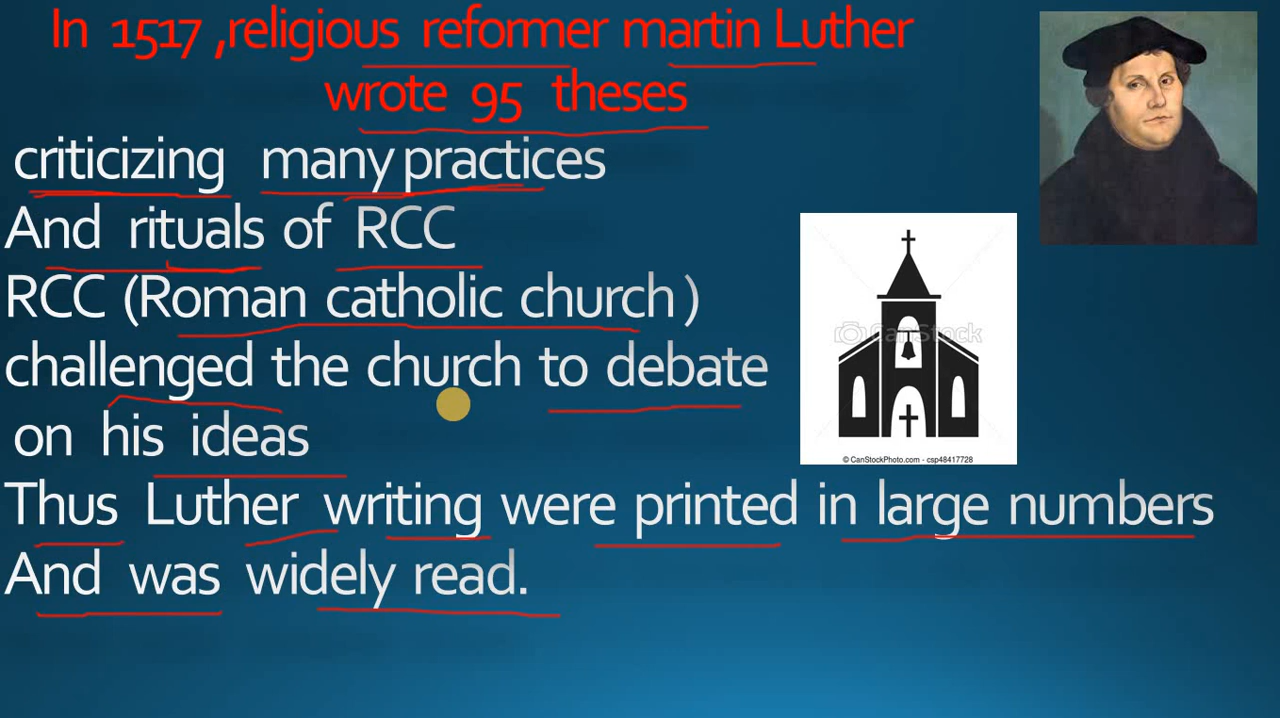 In 1517 ,religious reformer martin Luther
wrote 95 theses
criticizing many practices
And rituals of RCC
RCC (Roman catholic church )
challenged the church to debate
on his ideas
Thus Luther writing were printed in large numbers
And was widely read.
CanStock
© CanStockPhoto.com - csp48417728